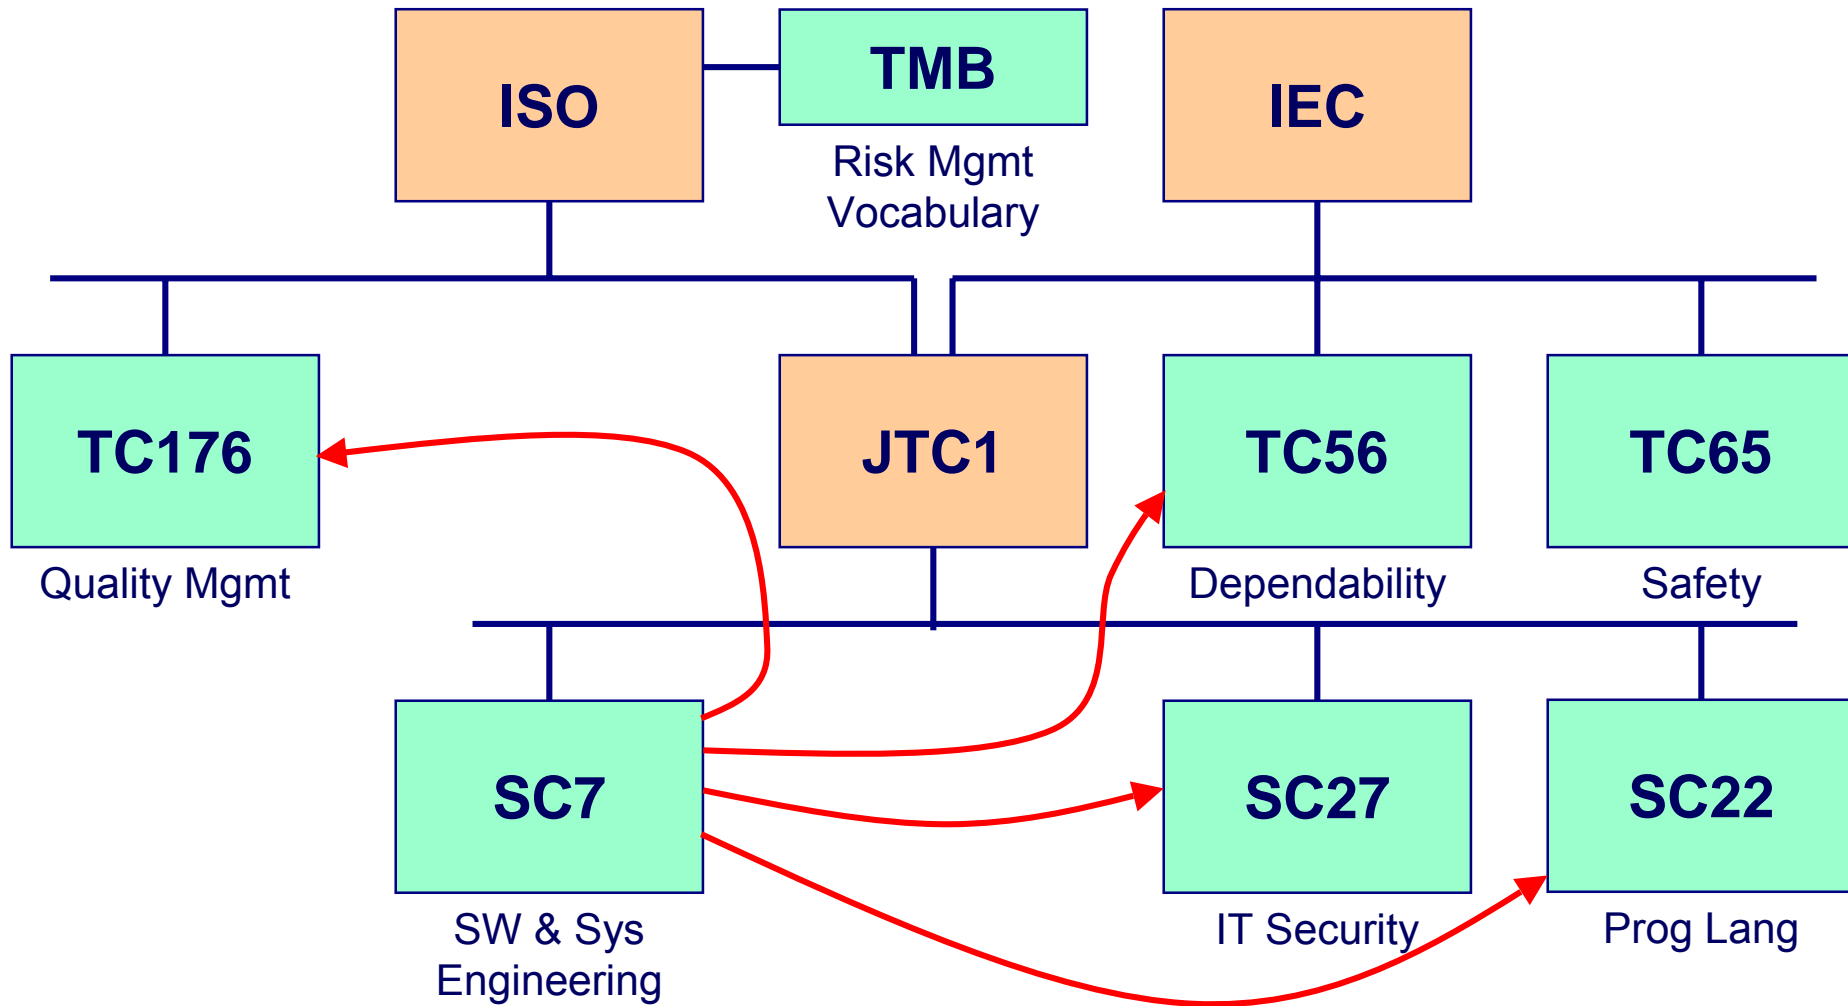 ISO
TMB
IEC
Risk Mgmt
Vocabulary
TC176
JTC1
TC56
TC65
Quality Mgmt
Dependability
Safety
SC7
SC27
SC22
SW & Sys
Engineering
IT Security
Prog Lang